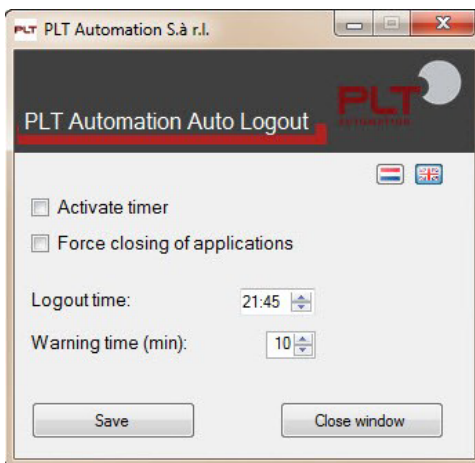 PLT PLT Automation S.à r.l.
PLT
AUTOMATION
PLT Automation Auto Logout
Activate timer
Force closing of applications
Logout time: 21:45
Warning time (min): 10
Save Close window